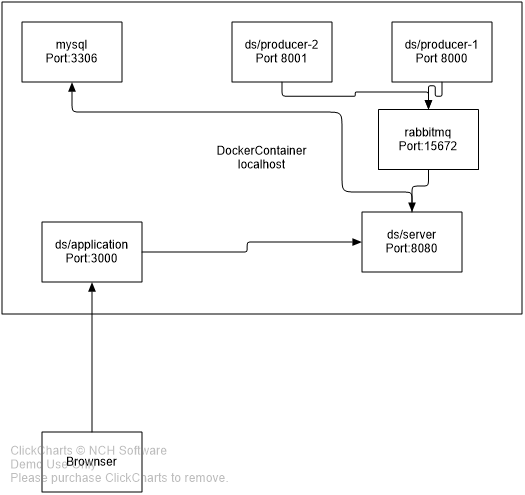 mysql
Port:3306
ds/producer-2
Port 8001
ds/producer-1
Port 8000
rabbitmq
Port:15672
DockerContainer
localhost
ds/application
Port:3000
ds/server
Port:8080
ClickCharts © NCH Software
Demo Use Only
Brownser
Please purchase ClickCharts to remove.